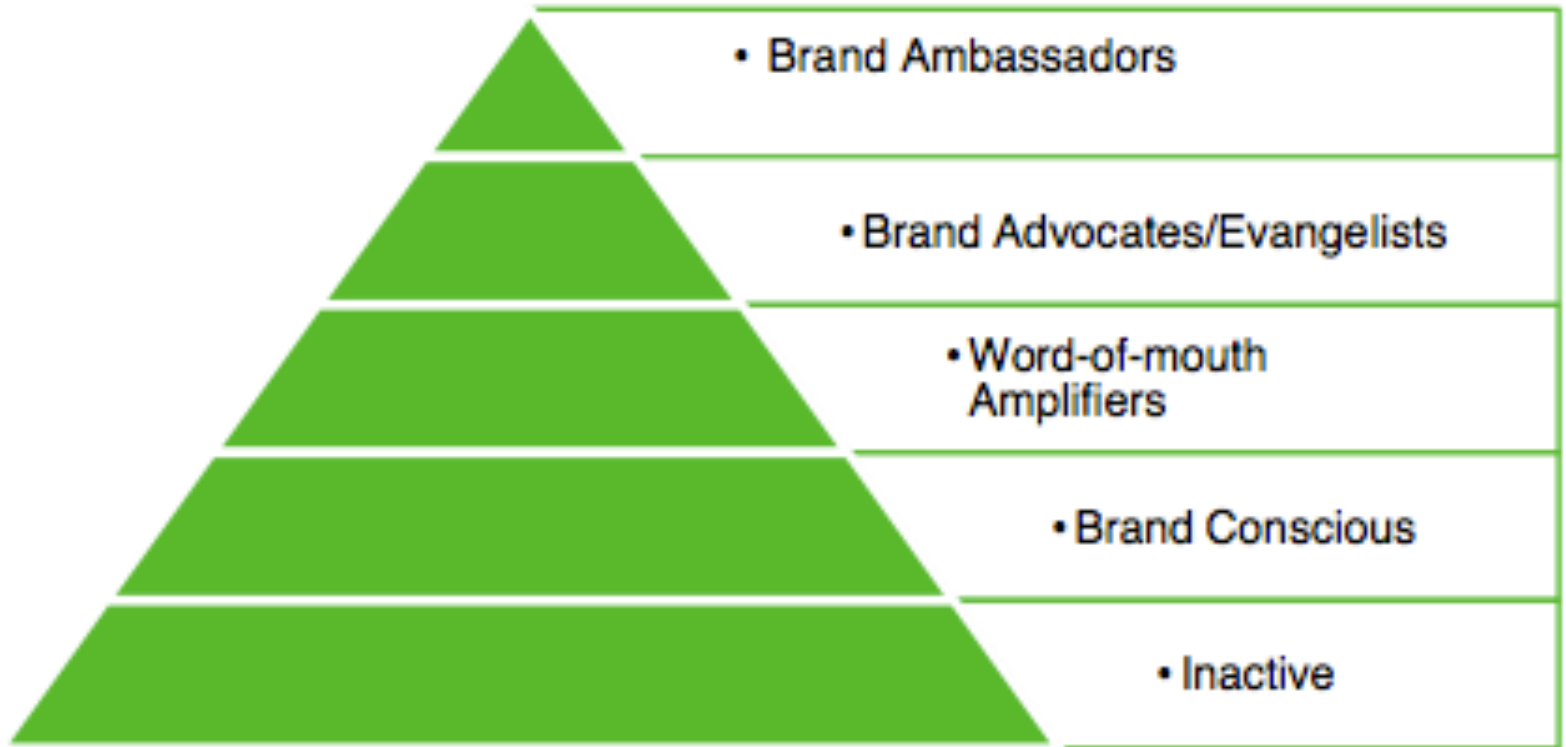 • Brand Ambassadors
• Brand Advocates/Evangelists
• Word-of-mouth
Amplifiers
• Brand Conscious
• Inactive